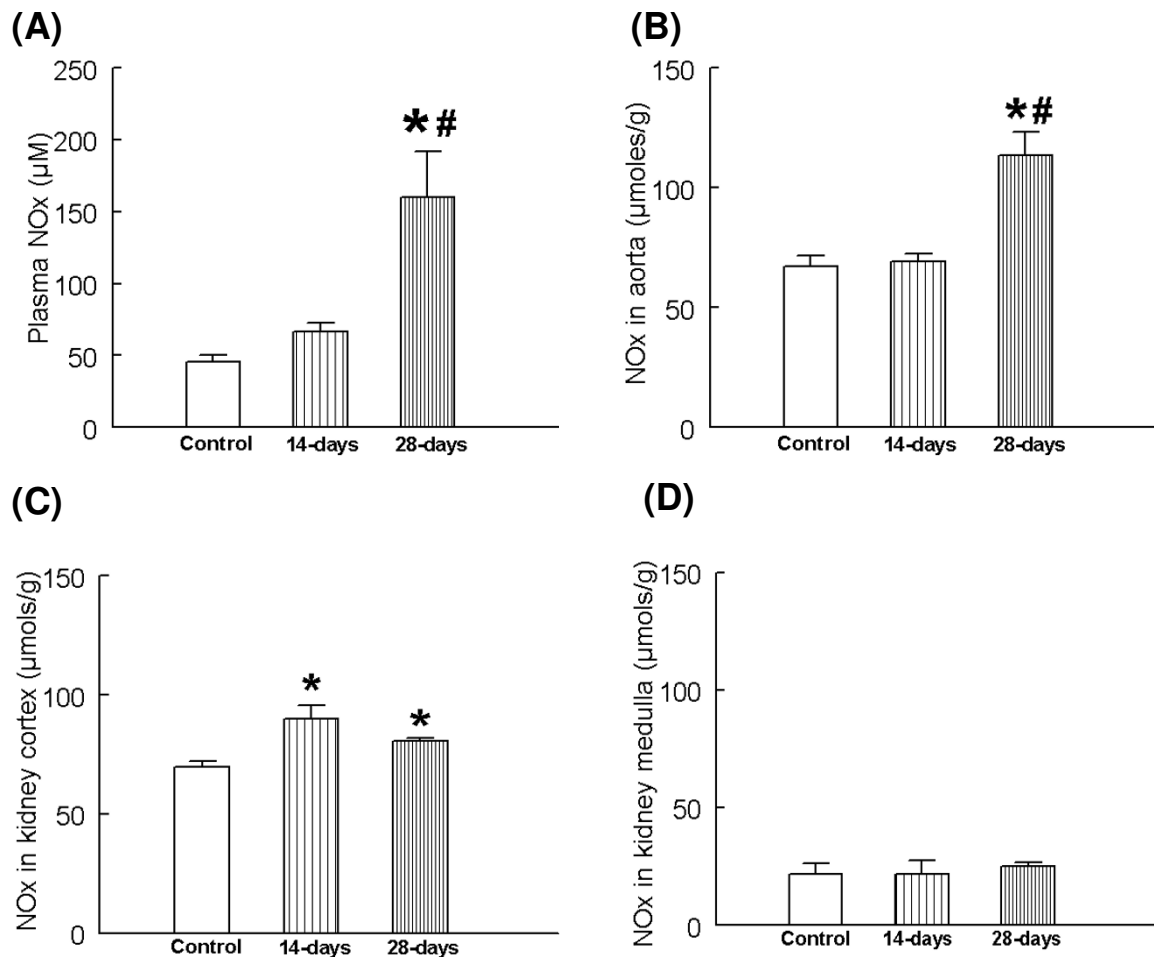 (A)
Plasma NOx (µM)
250
200
150
100
50
0
*#
Control 14-days 28-days
(B)
NOx in aorta (µmoles/g)
150
100
50
0
*#
Control 14-days 28-days
(C)
NOx in kidney cortex (µmols/g)
150
100
50
0
*
*
Control 14-days 28-days
(D)
NOx in kidney medulla (µmols/g)
150
100
50
0
Control 14-days 28-days